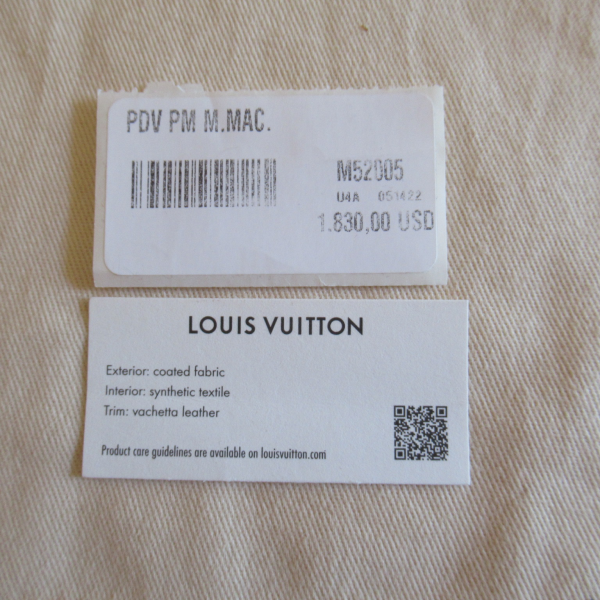 PDV PM M.MAC.
M52005
U4A 051422
1.830,00 USD
LOUIS VUITTON
Exterior: coated fabric
Interior: synthetic textile
Trim: vachetta leather
Product care guidelines are available on louisvuitton.com